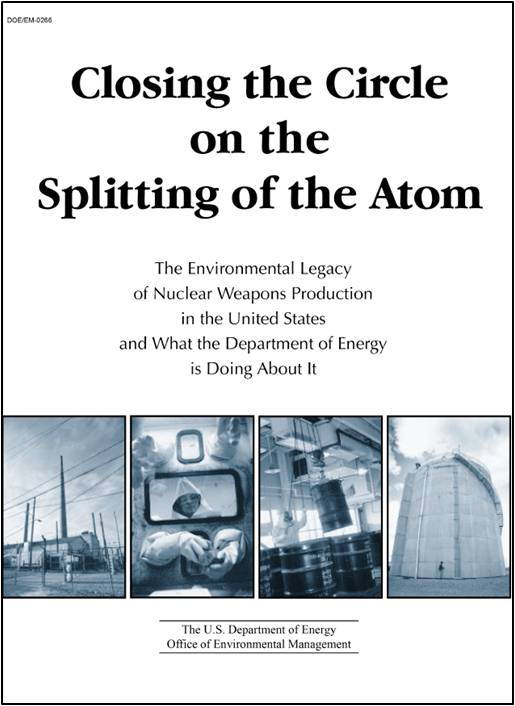 DOE/EM-0266
Closing the Circle
on the
Splitting of the Atom
The Environmental Legacy
of Nuclear Weapons Production
in the United States
and What the Department of Energy
is Doing About It
The U.S. Department of Energy
Office of Environmental Management